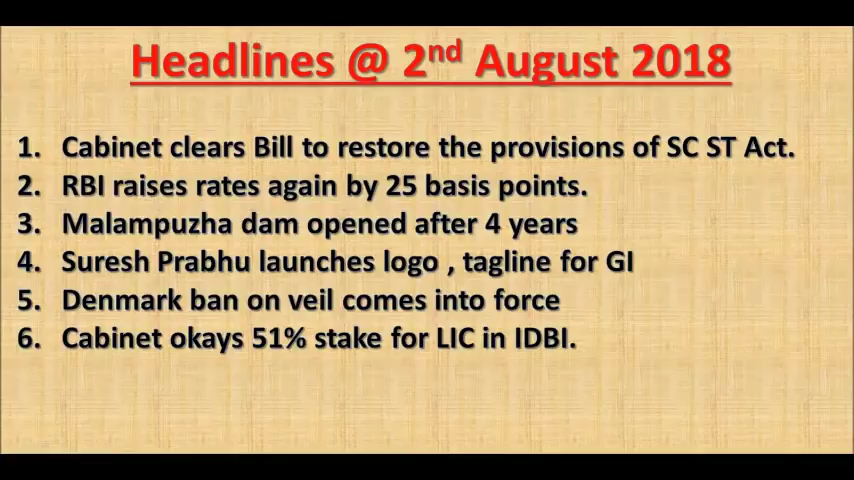 Headlines @ 2nd August 2018
1. Cabinet clears Bill to restore the provisions of SC ST Act.
2. RBI raises rates again by 25 basis points.
3. Malampuzha dam opened after 4 years
4. Suresh Prabhu launches logo , tagline for GI
5. Denmark ban on veil comes into force
6. Cabinet okays 51% stake for LIC in IDBI.